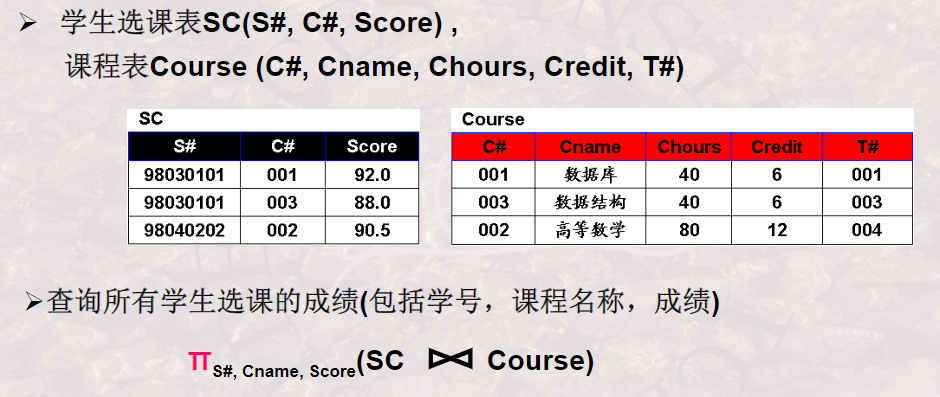 ➢ 学生选课表SC(S#, C#, Score) ,
课程表Course (C#, Cname, Chours, Credit, T#)
SC
S# C# Score
98030101 001 92.0
98030101 003 88.0
98040202 002 90.5
Course
C# Cname Chours Credit T#
001 数据库 40 6 001
003 数据结构 40 6 003
002 高等数学 80 12 004
➢查询所有学生选课的成绩(包括学号，课程名称，成绩)
π S#, Cname, Score(SC ⋈ Course)